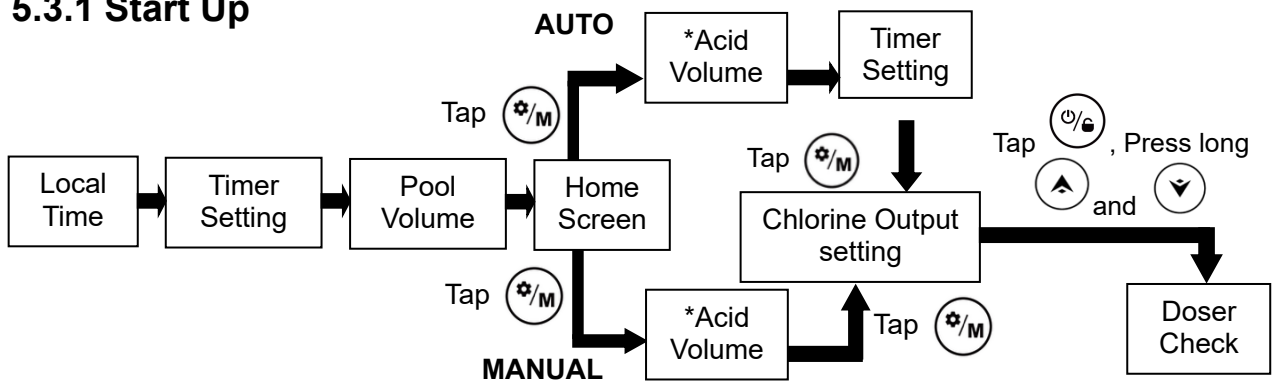 5.3.1 Start Up
AUTO
*Acid
Volume
Timer
Setting
Tap ⚙/M
Tap ⚙/M
Tap ⏻/🔓, Press long
and
Local
Time
Timer
Setting
Pool
Volume
Home
Screen
Chlorine Output
setting
Tap ⚙/M
*Acid
Volume
Tap ⚙/M
MANUAL
Doser
Check